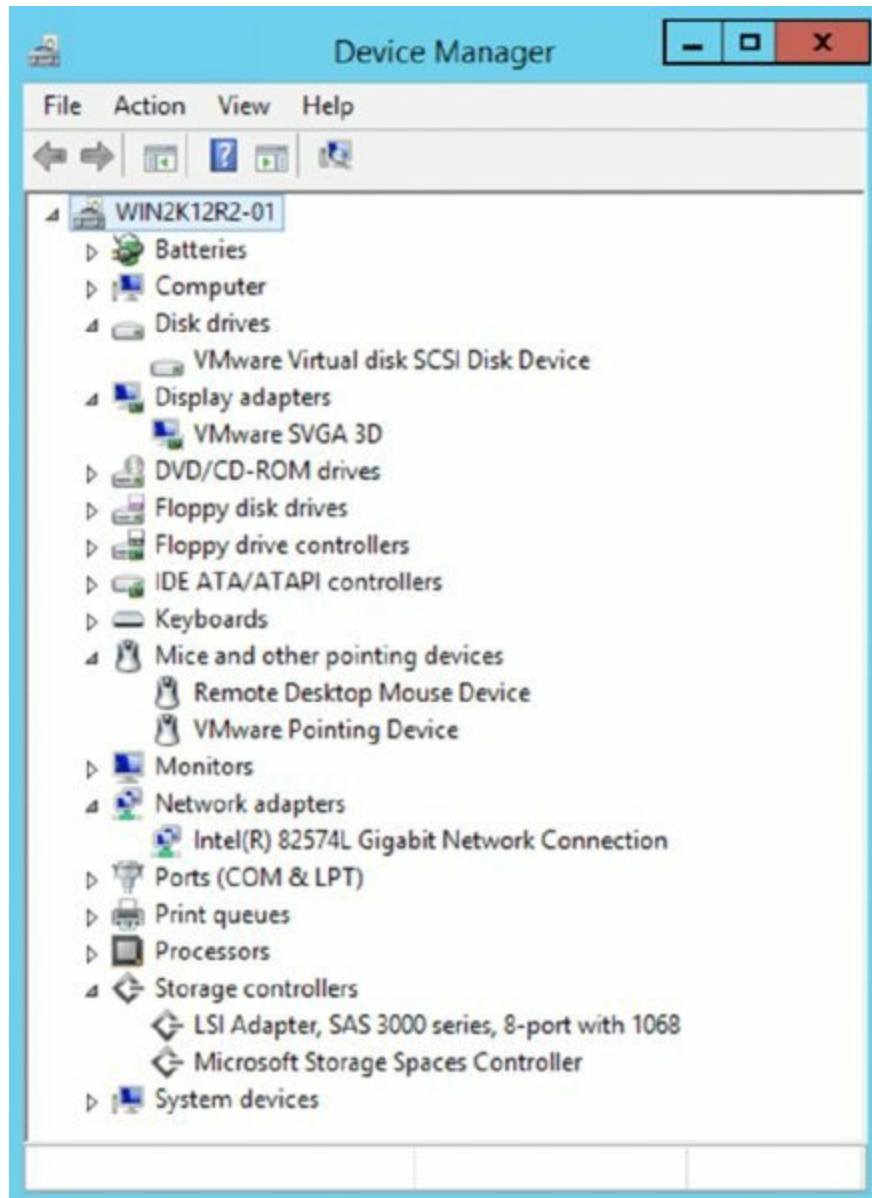 Device Manager
File Action View Help
WIN2K12R2-01
Batteries
Computer
Disk drives
VMware Virtual disk SCSI Disk Device
Display adapters
VMware SVGA 3D
DVD/CD-ROM drives
Floppy disk drives
Floppy drive controllers
IDE ATA/ATAPI controllers
Keyboards
Mice and other pointing devices
Remote Desktop Mouse Device
VMware Pointing Device
Monitors
Network adapters
Intel(R) 82574L Gigabit Network Connection
Ports (COM & LPT)
Print queues
Processors
Storage controllers
LSI Adapter, SAS 3000 series, 8-port with 1068
Microsoft Storage Spaces Controller
System devices